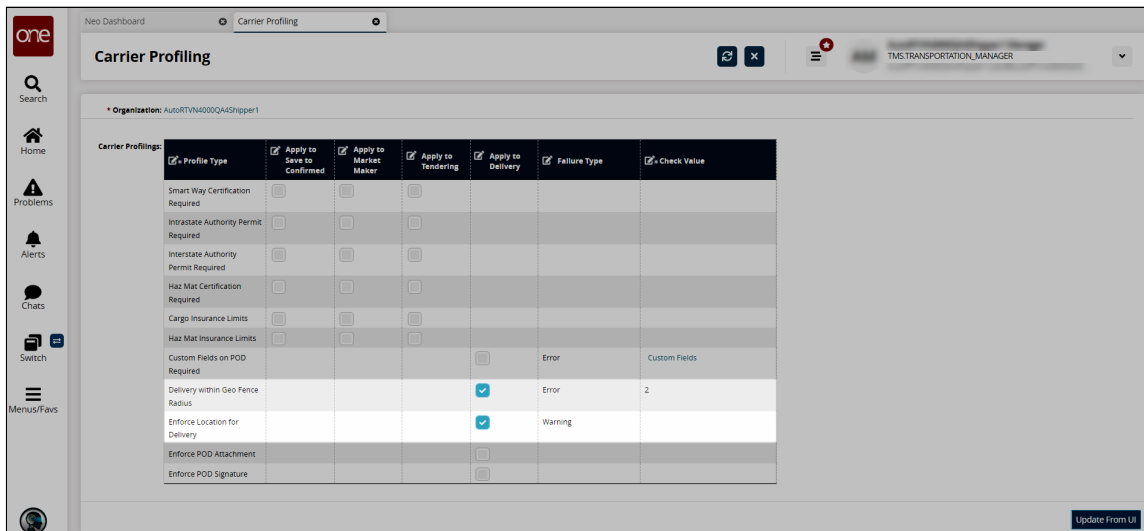 one
Neo Dashboard
Carrier Profiling
Carrier Profiling
TMS.TRANSPORTATION_MANAGER
Search
Home
Problems
Alerts
Chats
Switch
Menus/Favs
* Organization: AutoRTVN4000QA4Shipper1
Carrier Profilings:
* Profile Type
Apply to
Save to
Confirmed
Apply to
Market
Maker
Apply to
Tendering
Apply to
Delivery
Failure Type
* Check Value
Smart Way Certification
Required
Intrastate Authority Permit
Required
Interstate Authority
Permit Required
Haz Mat Certification
Required
Cargo Insurance Limits
Haz Mat Insurance Limits
Custom Fields on POD
Required
Error
Custom Fields
Delivery within Geo Fence
Radius
Error
2
Enforce Location for
Delivery
Warning
Enforce POD Attachment
Enforce POD Signature
Update From UI